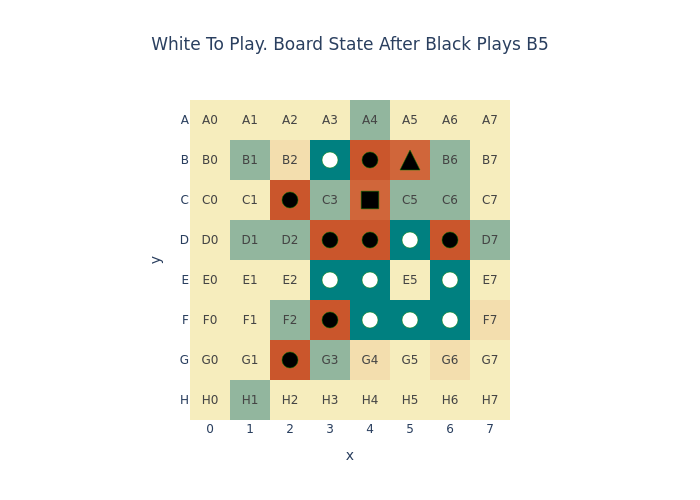 White To Play. Board State After Black Plays B5
A A0 A1 A2 A3 A4 A5 A6 A7
B B0 B1 B2 B6 B7
C C0 C1 C3 C5 C6 C7
D D0 D1 D2 D7
y
E E0 E1 E2 E5 E7
F F0 F1 F2 F7
G G0 G1 G3 G4 G5 G6 G7
H H0 H1 H2 H3 H4 H5 H6 H7
0 1 2 3 4 5 6 7
x